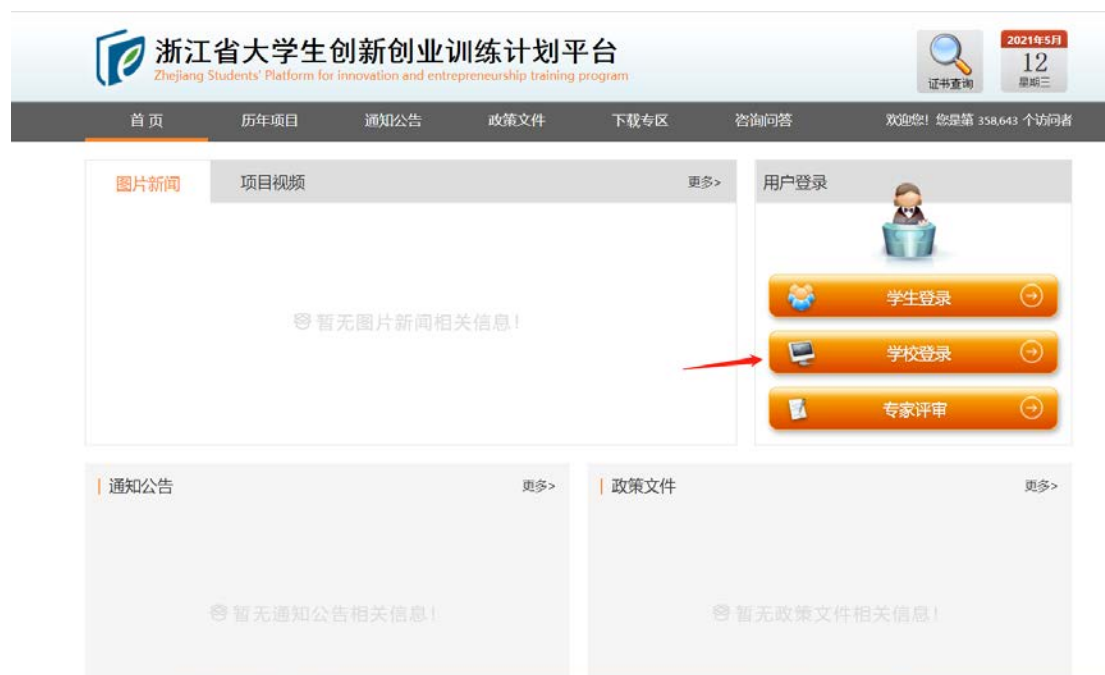 浙江省大学生创新创业训练计划平台
Zhejiang Students' Platform for innovation and entrepreneurship training program
证书查询
2021年5月
12
星期三
首页 历年项目 通知公告 政策文件 下载专区 咨询问答 欢迎您！您是第 358,643 个访问者
图片新闻 项目视频 更多>
用户登录
暂无图片新闻相关信息！
学生登录
学校登录
专家评审
通知公告 更多>
政策文件 更多>
暂无通知公告相关信息！
暂无政策文件相关信息！